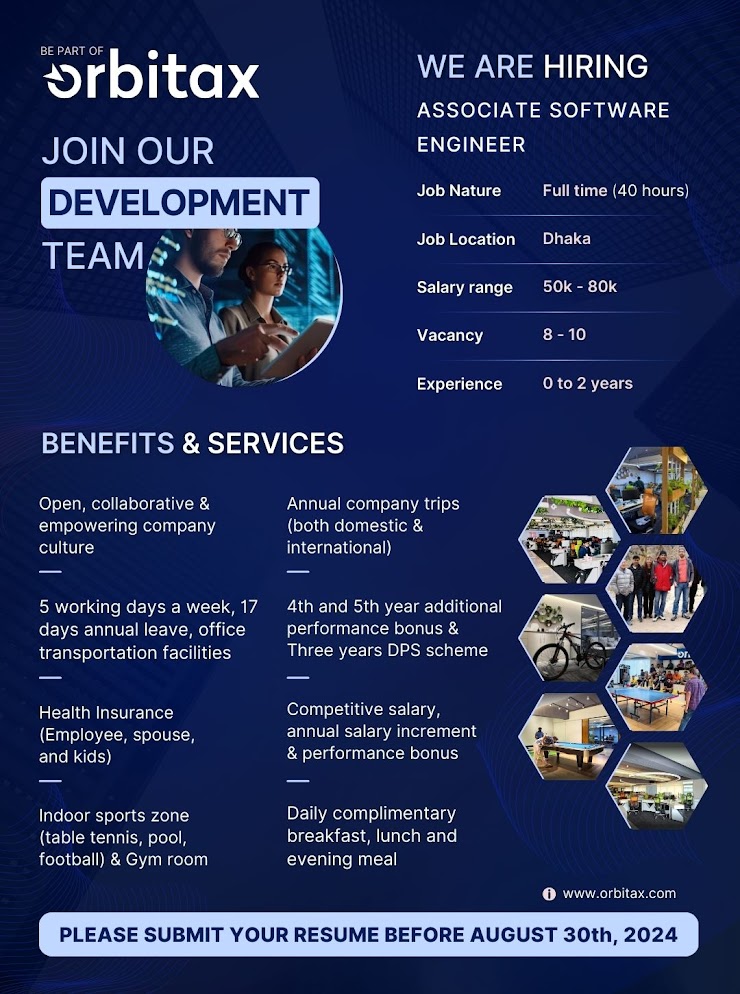 BE PART OF
orbitax
JOIN OUR
DEVELOPMENT
TEAM
WE ARE HIRING
ASSOCIATE SOFTWARE
ENGINEER
Job Nature Full time (40 hours)
Job Location Dhaka
Salary range 50k - 80k
Vacancy 8 - 10
Experience 0 to 2 years
BENEFITS & SERVICES
Open, collaborative &
empowering company
culture
5 working days a week, 17
days annual leave, office
transportation facilities
Health Insurance
(Employee, spouse,
and kids)
Indoor sports zone
(table tennis, pool,
football) & Gym room
Annual company trips
(both domestic &
international)
4th and 5th year additional
performance bonus &
Three years DPS scheme
Competitive salary,
annual salary increment
& performance bonus
Daily complimentary
breakfast, lunch and
evening meal
www.orbitax.com
PLEASE SUBMIT YOUR RESUME BEFORE AUGUST 30th, 2024